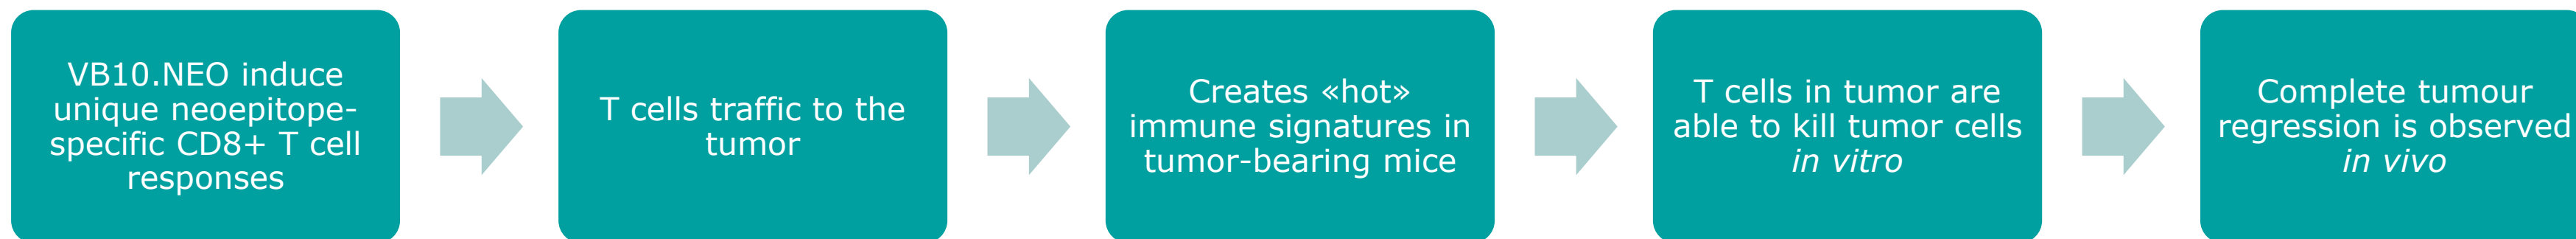 VB10.NEO induce
unique neoepitope-
specific CD8+ T cell
responses
T cells traffic to the
tumor
Creates «hot»
immune signatures in
tumor-bearing mice
T cells in tumor are
able to kill tumor cells
in vitro
Complete tumour
regression is observed
in vivo